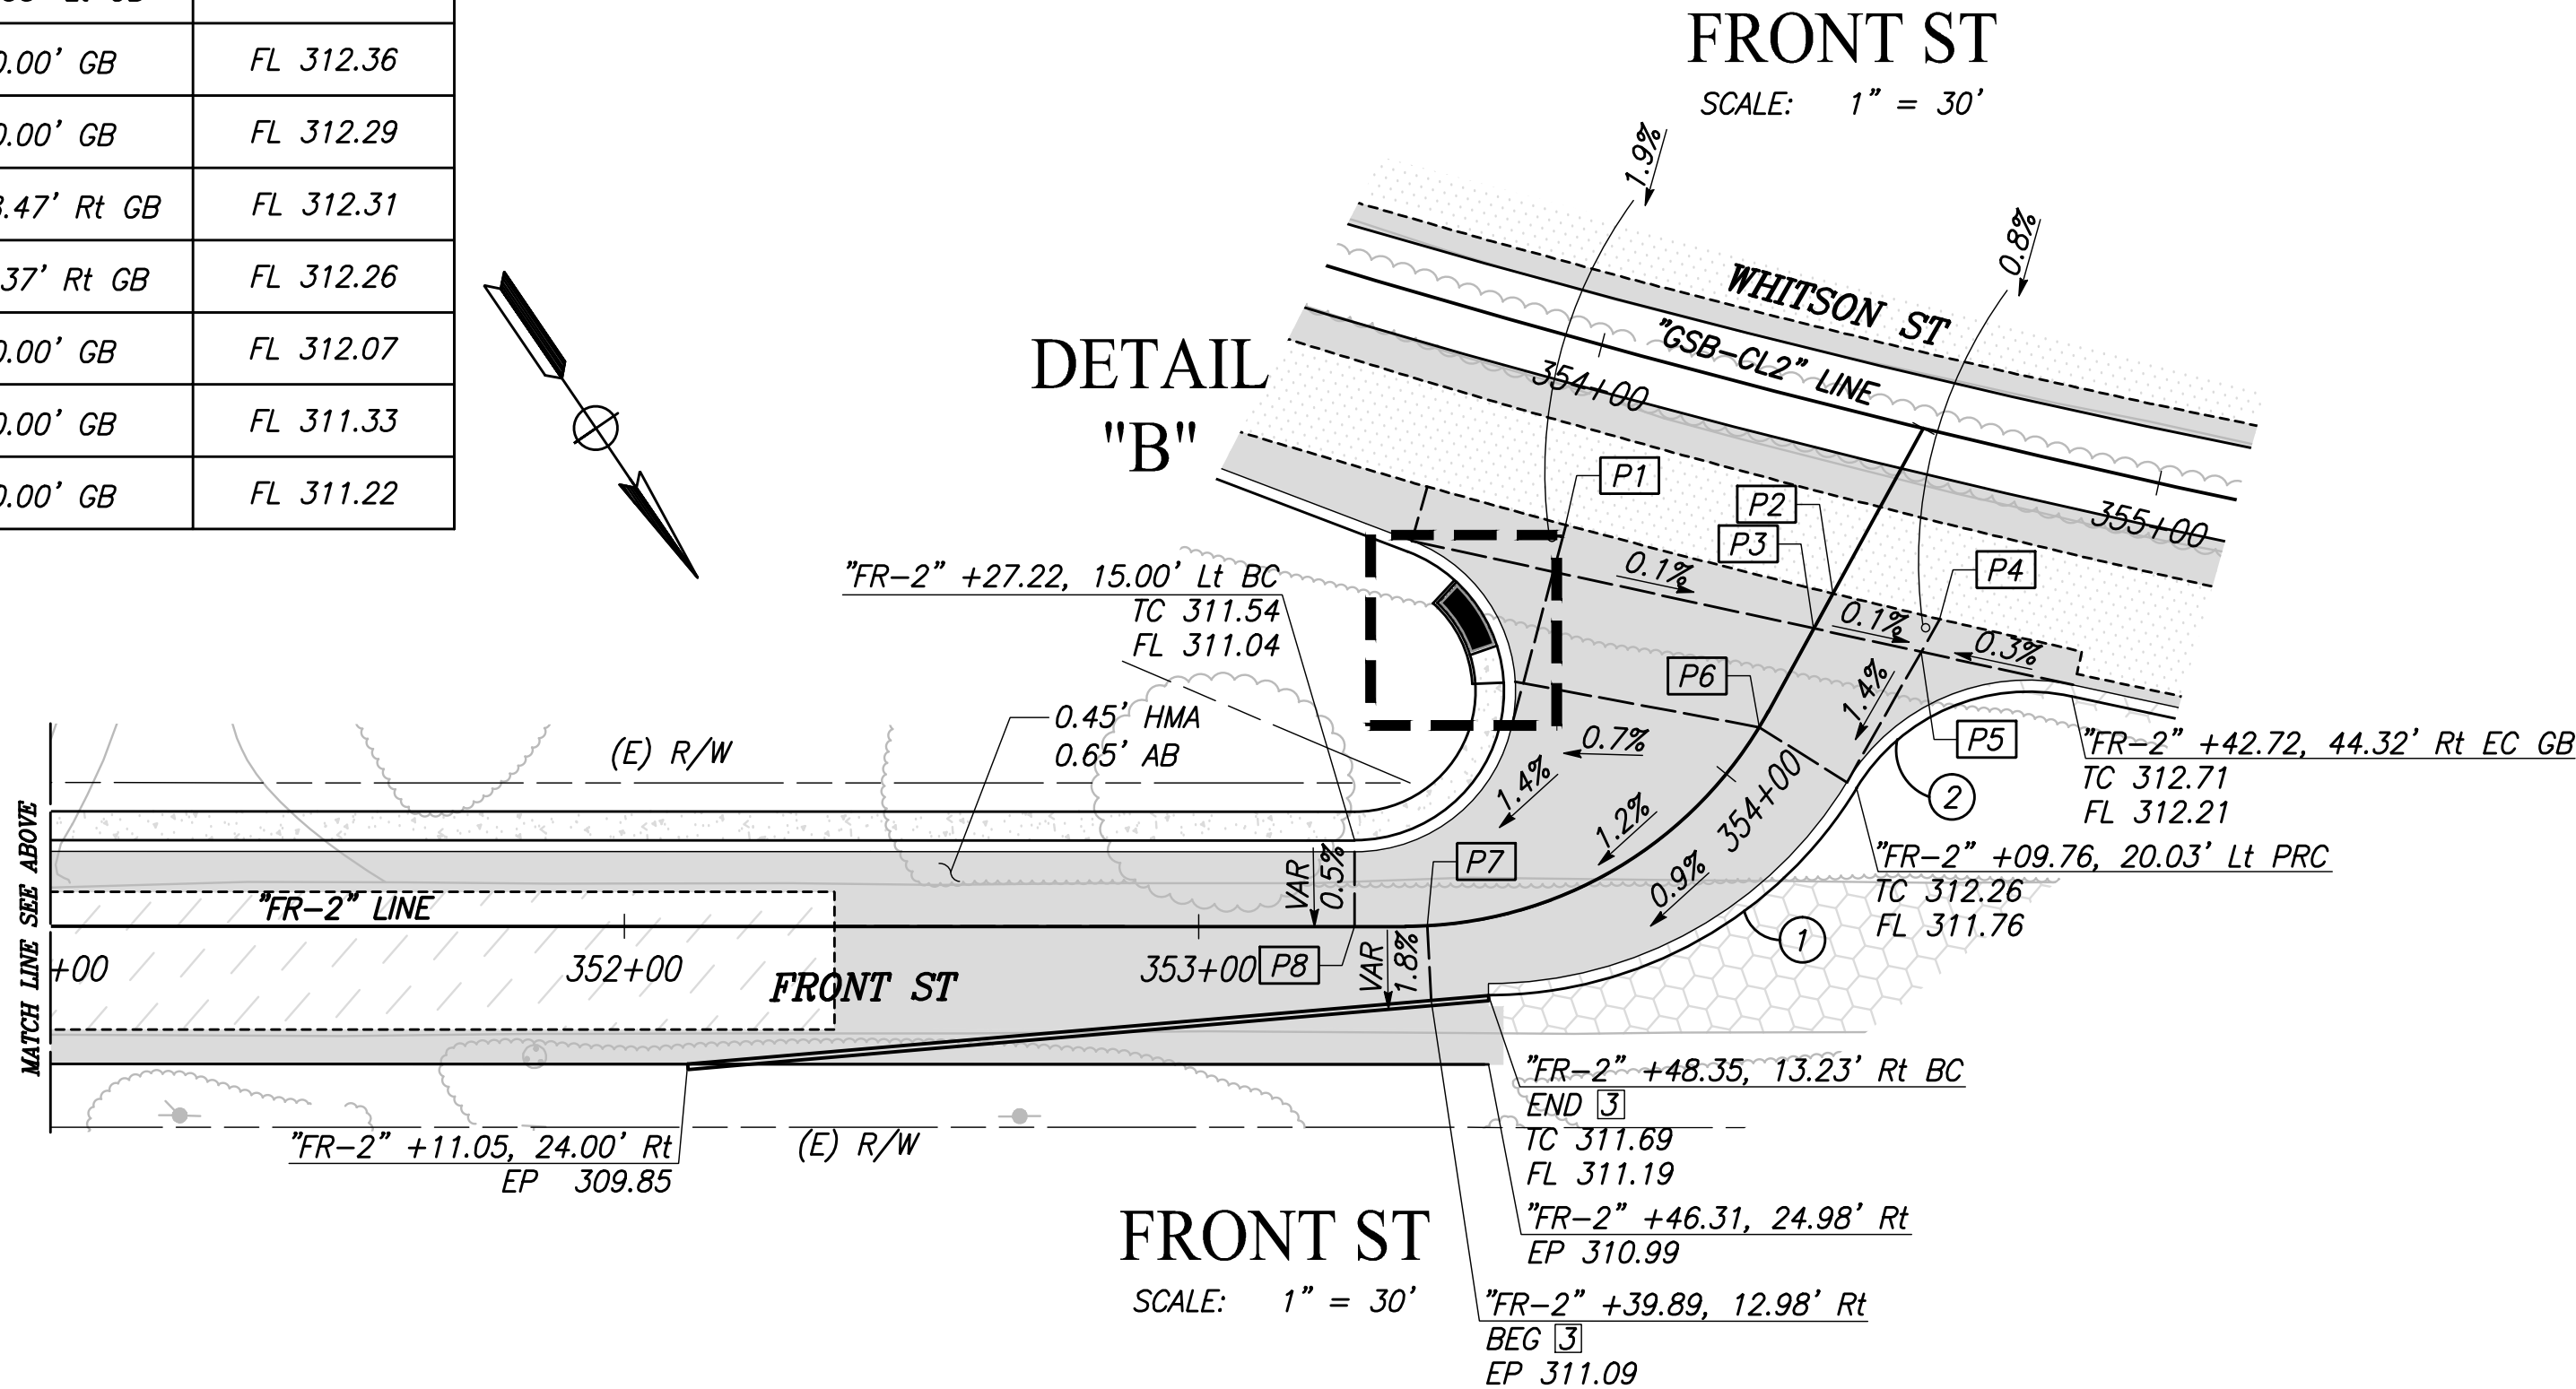 0.00' GB FL 312.36
0.00' GB FL 312.29
3.47' Rt GB FL 312.31
.37' Rt GB FL 312.26
0.00' GB FL 312.07
0.00' GB FL 311.33
0.00' GB FL 311.22
FRONT ST
SCALE: 1" = 30'
1.9%
0.8%
WHITSON ST
"GSB-CL2" LINE
354+00
355+00
DETAIL
"B"
P1
P2
P3
P4
0.1%
0.1%
0.3%
1.4%
P5
P6
"FR-2" +27.22, 15.00' Lt BC
TC 311.54
FL 311.04
0.45' HMA
0.65' AB
(E) R/W
0.7%
1.4%
1.2%
0.9%
354+00
"FR-2" +42.72, 44.32' Rt EC GB
TC 312.71
FL 312.21
2
"FR-2" +09.76, 20.03' Lt PRC
TC 312.26
FL 311.76
1
MATCH LINE SEE ABOVE
VAR
0.5%
P7
"FR-2" LINE
+00
352+00
FRONT ST
353+00
P8
VAR
1.8%
"FR-2" +11.05, 24.00' Rt
EP 309.85
(E) R/W
"FR-2" +48.35, 13.23' Rt BC
END 3
TC 311.69
FL 311.19
"FR-2" +46.31, 24.98' Rt
EP 310.99
FRONT ST
SCALE: 1" = 30'
"FR-2" +39.89, 12.98' Rt
BEG 3
EP 311.09